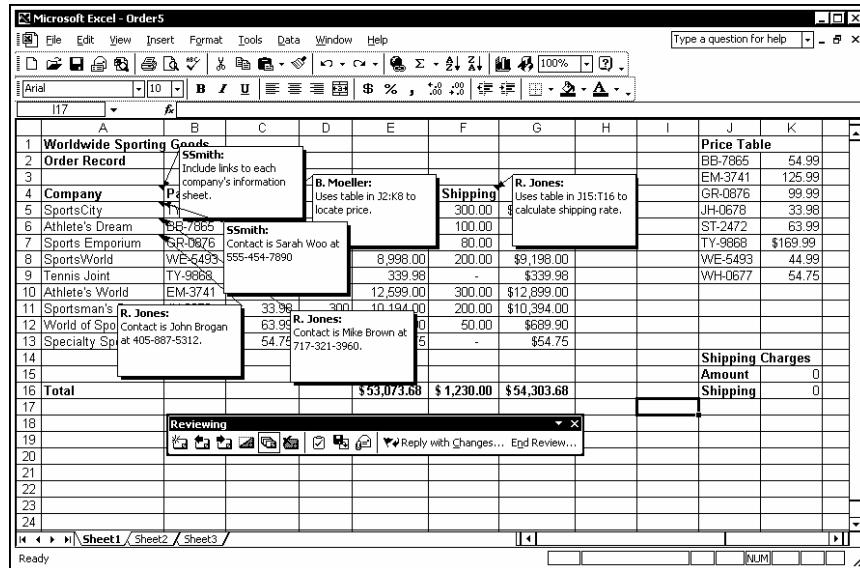 Microsoft Excel - Order5
File Edit View Insert Format Tools Data Window Help Type a question for help
100%
Arial 10 B I U $ % ,
I17 fx
A B C D E F G H I J K
1 Worldwide Sporting Goods Price Table
2 Order Record BB-7865 54.99
3 EM-3741 125.99
4 Company Shipping GR-0876 99.99
5 SportsCity 300.00 JH-0678 33.98
6 Athlete's Dream BB-7865 100.00 ST-2472 63.99
7 Sports Emporium GR-0876 80.00 TY-9868 $169.99
8 SportsWorld WE-5493 8,998.00 200.00 $9,198.00 WE-5493 44.99
9 Tennis Joint TY-9868 339.98 - $339.98 WH-0677 54.75
10 Athlete's World EM-3741 12,599.00 300.00 $12,899.00
11 Sportsman's 33.98 300 10,194.00 200.00 $10,394.00
12 World of Spo 63.99 50.00 $689.90
13 Specialty Sp 54.75 - $54.75
14 Shipping Charges
15 Amount 0
16 Total $53,073.68 $1,230.00 $54,303.68 Shipping 0
17
18
19
20
21
22
23
24
SSmith:
Include links to each
company's information
sheet.
B. Moeller:
Uses table in J2:K8 to
locate price.
R. Jones:
Uses table in J15:T16 to
calculate shipping rate.
SSmith:
Contact is Sarah Woo at
555-454-7890
R. Jones:
Contact is John Brogan
at 405-887-5312.
R. Jones:
Contact is Mike Brown at
717-321-3960.
Reviewing
Reply with Changes... End Review...
Sheet1 Sheet2 Sheet3
Ready NUM